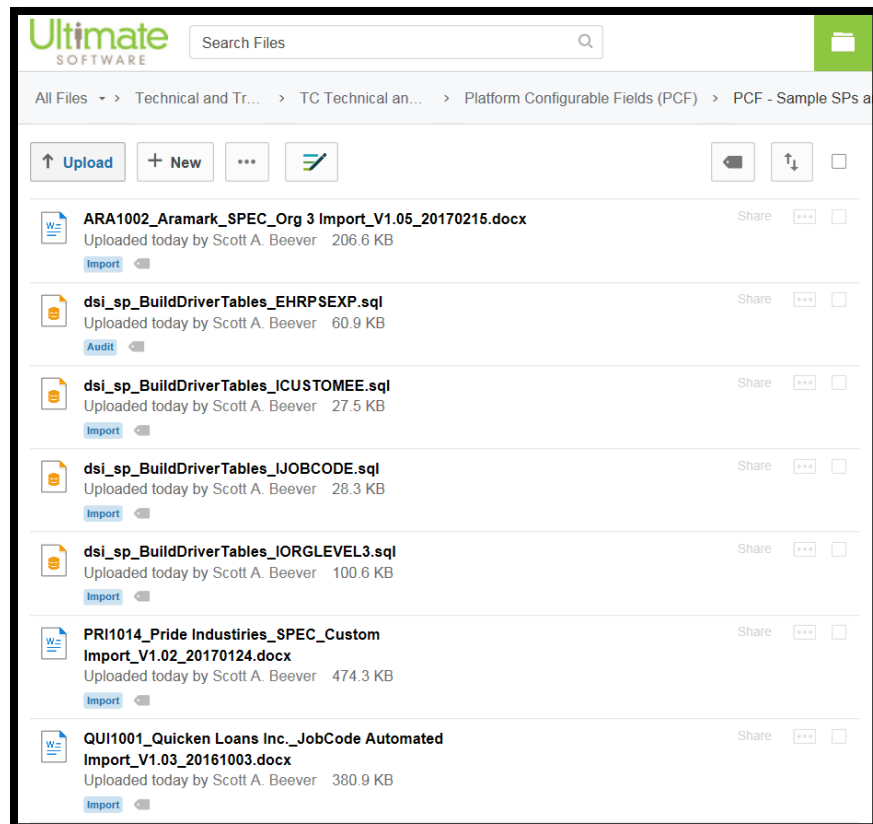 Ultimate
SOFTWARE
Search Files
All Files > Technical and Tr... > TC Technical an... > Platform Configurable Fields (PCF) > PCF - Sample SPs a
Upload
New
ARA1002_Aramark_SPEC_Org 3 Import_V1.05_20170215.docx
Share
Uploaded today by Scott A. Beever 206.6 KB
Import
dsi_sp_BuildDriverTables_EHRPSEXP.sql
Share
Uploaded today by Scott A. Beever 60.9 KB
Audit
dsi_sp_BuildDriverTables_ICUSTOMEE.sql
Share
Uploaded today by Scott A. Beever 27.5 KB
Import
dsi_sp_BuildDriverTables_IJOBCODE.sql
Share
Uploaded today by Scott A. Beever 28.3 KB
Import
dsi_sp_BuildDriverTables_IORGLEVEL3.sql
Share
Uploaded today by Scott A. Beever 100.6 KB
Import
PRI1014_Pride Industiries_SPEC_Custom
Share
Import_V1.02_20170124.docx
Uploaded today by Scott A. Beever 474.3 KB
Import
QUI1001_Quicken Loans Inc._JobCode Automated
Share
Import_V1.03_20161003.docx
Uploaded today by Scott A. Beever 380.9 KB
Import